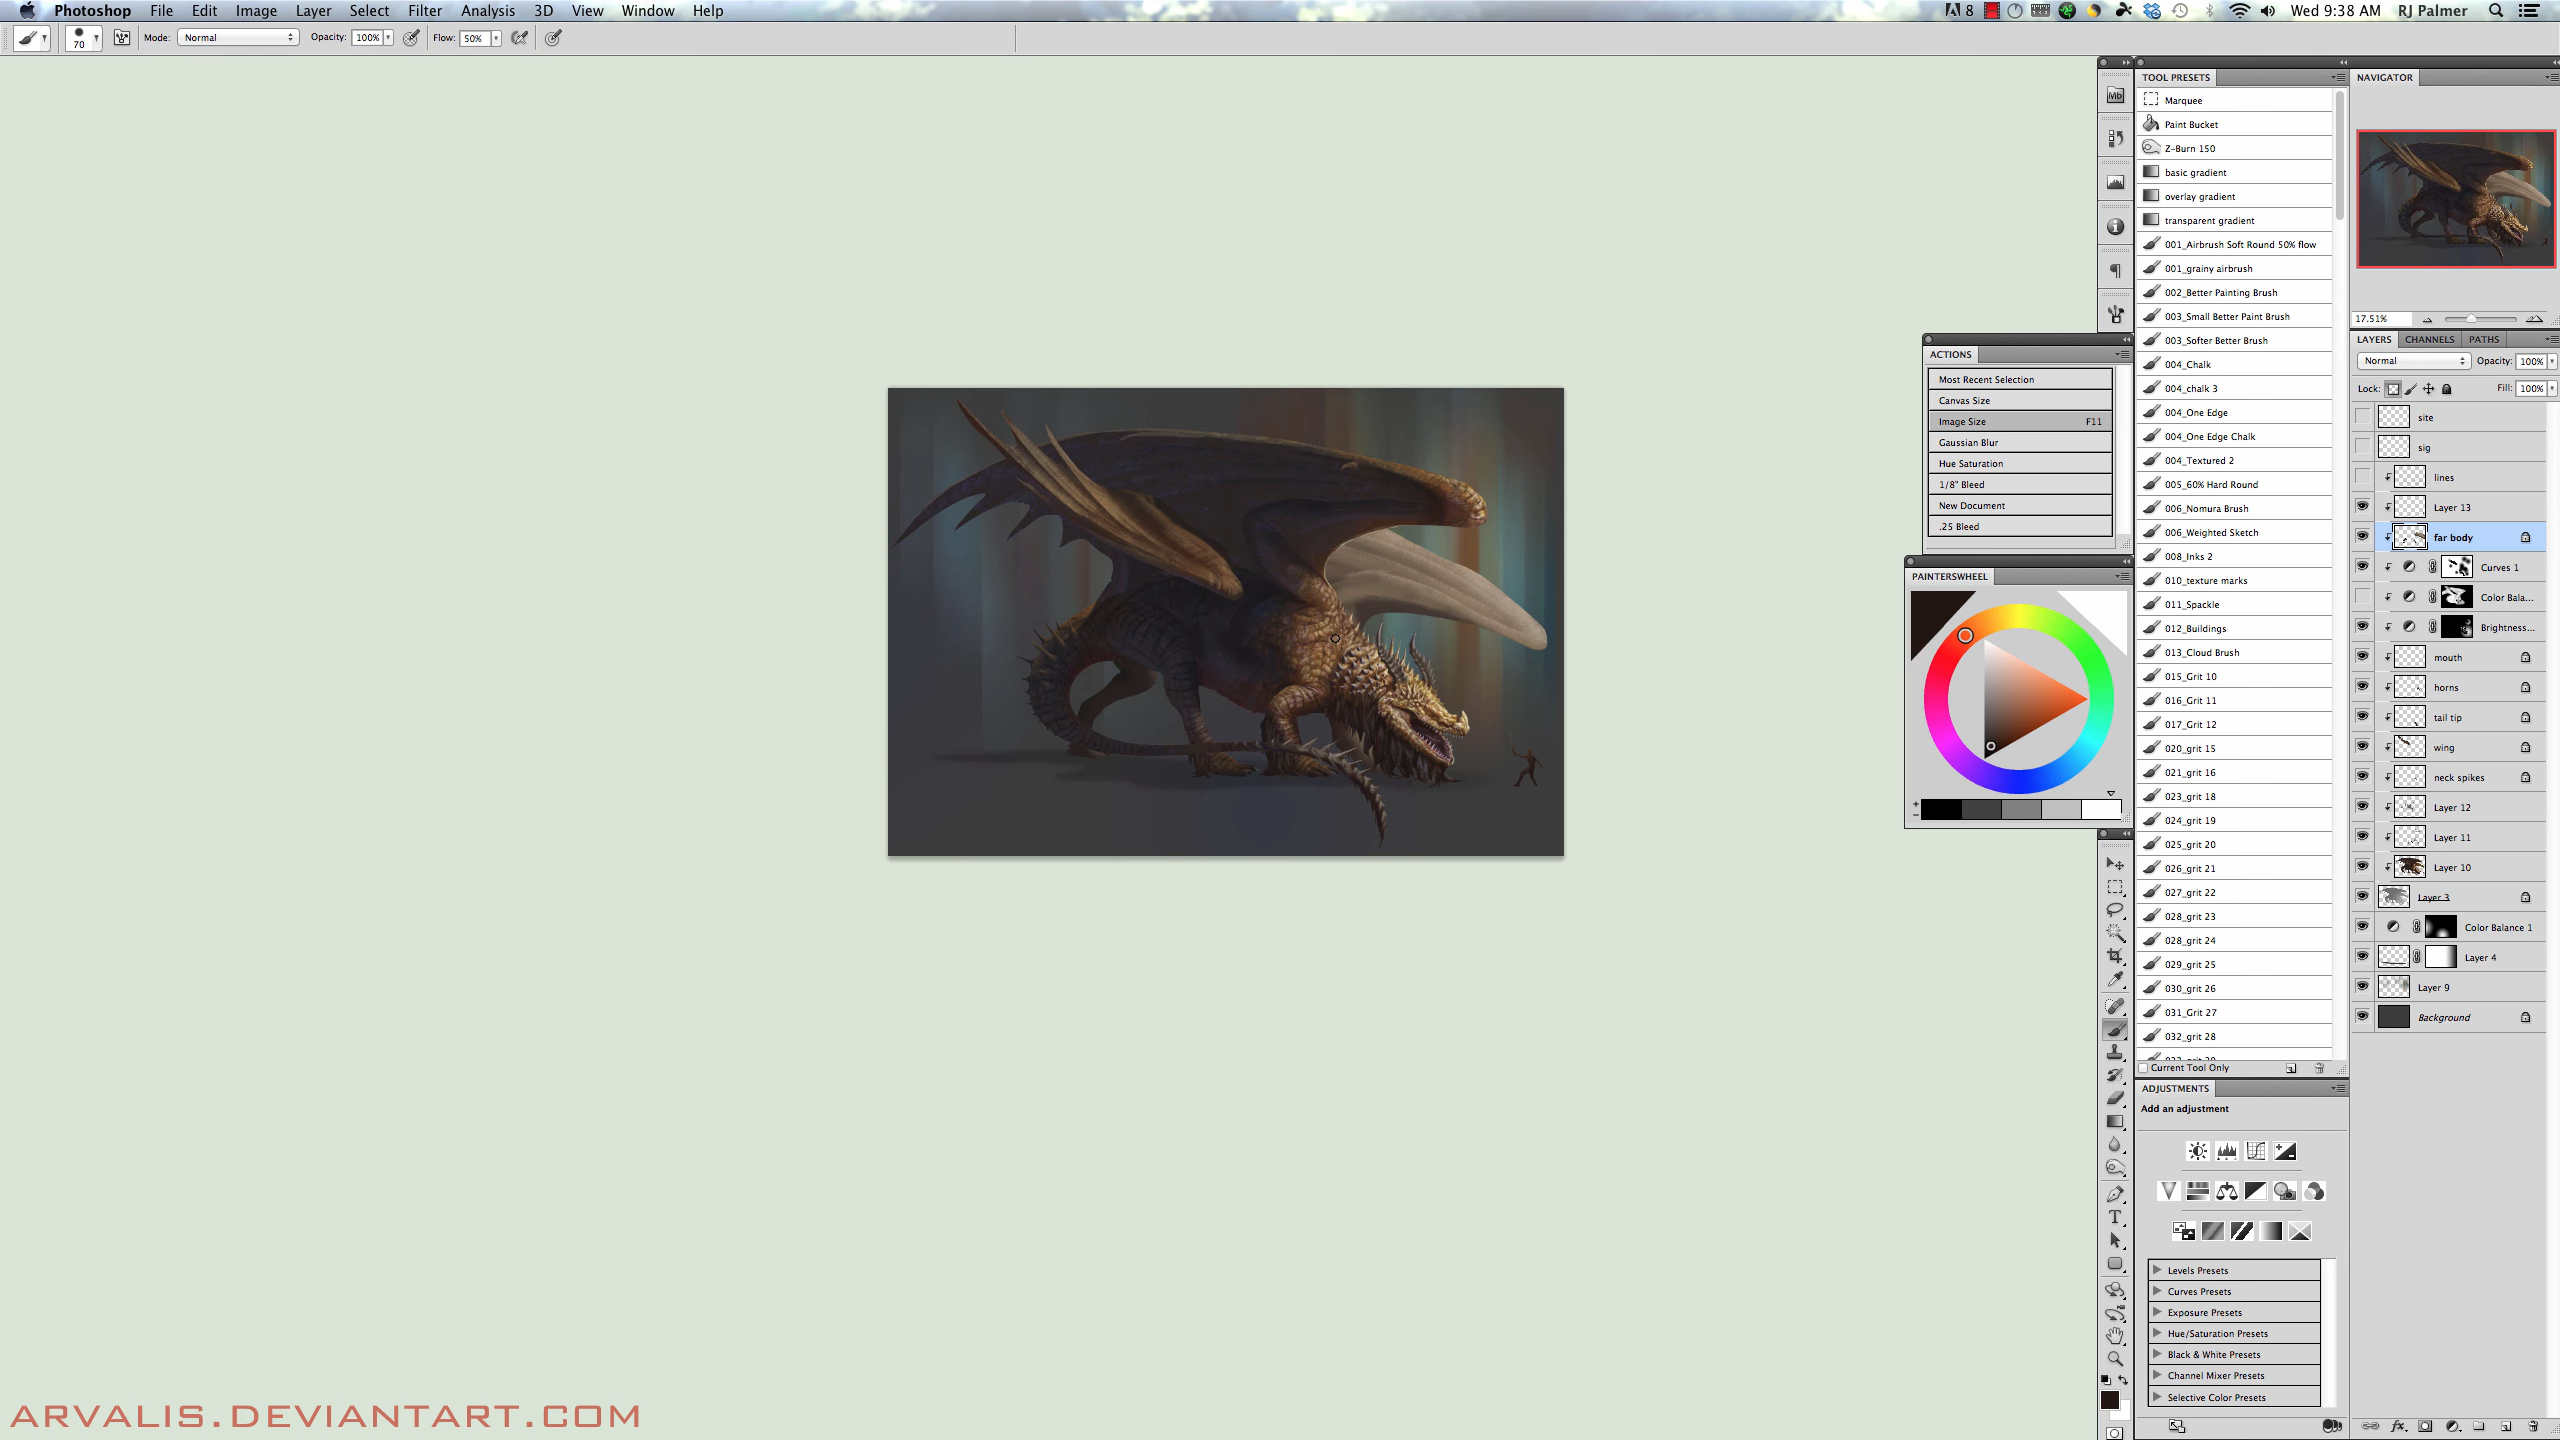 Photoshop File Edit Image Layer Select Filter Analysis 3D View Window Help 8 Wed 9:38 AM RJ Palmer
70 Mode: Normal Opacity: 100% Flow: 50%
TOOL PRESETS
Marquee
Paint Bucket
Z-Burn 150
basic gradient
overlay gradient
transparent gradient
001_Airbrush Soft Round 50% flow
001_grainy airbrush
002_Better Painting Brush
003_Small Better Paint Brush
003_Softer Better Brush
004_Chalk
004_chalk 3
004_One Edge
004_One Edge Chalk
004_Textured 2
005_60% Hard Round
006_Nomura Brush
006_Weighted Sketch
008_Inks 2
010_texture marks
011_Spackle
012_Buildings
013_Cloud Brush
015_Grit 10
016_Grit 11
017_Grit 12
020_grit 15
021_grit 16
023_grit 18
024_grit 19
025_grit 20
026_grit 21
027_grit 22
028_grit 23
028_grit 24
029_grit 25
030_grit 26
031_Grit 27
032_grit 28
Current Tool Only
NAVIGATOR
17.51%
LAYERS CHANNELS PATHS
Normal Opacity: 100%
Lock: Fill: 100%
site
sig
lines
Layer 13
far body
Curves 1
Color Bala...
Brightness...
mouth
horns
tail tip
wing
neck spikes
Layer 12
Layer 11
Layer 10
Layer 3
Color Balance 1
Layer 4
Layer 9
Background
Mb
ACTIONS
Most Recent Selection
Canvas Size
Image Size F11
Gaussian Blur
Hue Saturation
1/8" Bleed
New Document
.25 Bleed
PAINTERSWHEEL
ADJUSTMENTS
Add an adjustment
Levels Presets
Curves Presets
Exposure Presets
Hue/Saturation Presets
Black & White Presets
Channel Mixer Presets
Selective Color Presets
ARVALIS.DEVIANTART.COM